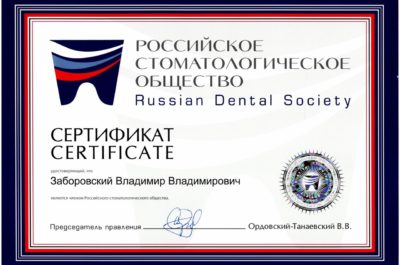 РОССИЙСКОЕ
СТОМАТОЛОГИЧЕСКОЕ
ОБЩЕСТВО
Russian Dental Society
СЕРТИФИКАТ
CERTIFICATE
удостоверяющий, что
Заборовский Владимир Владимирович
является членом Российского стоматологического общества.
Председатель правления
Ордовский-Танаевский В.В.